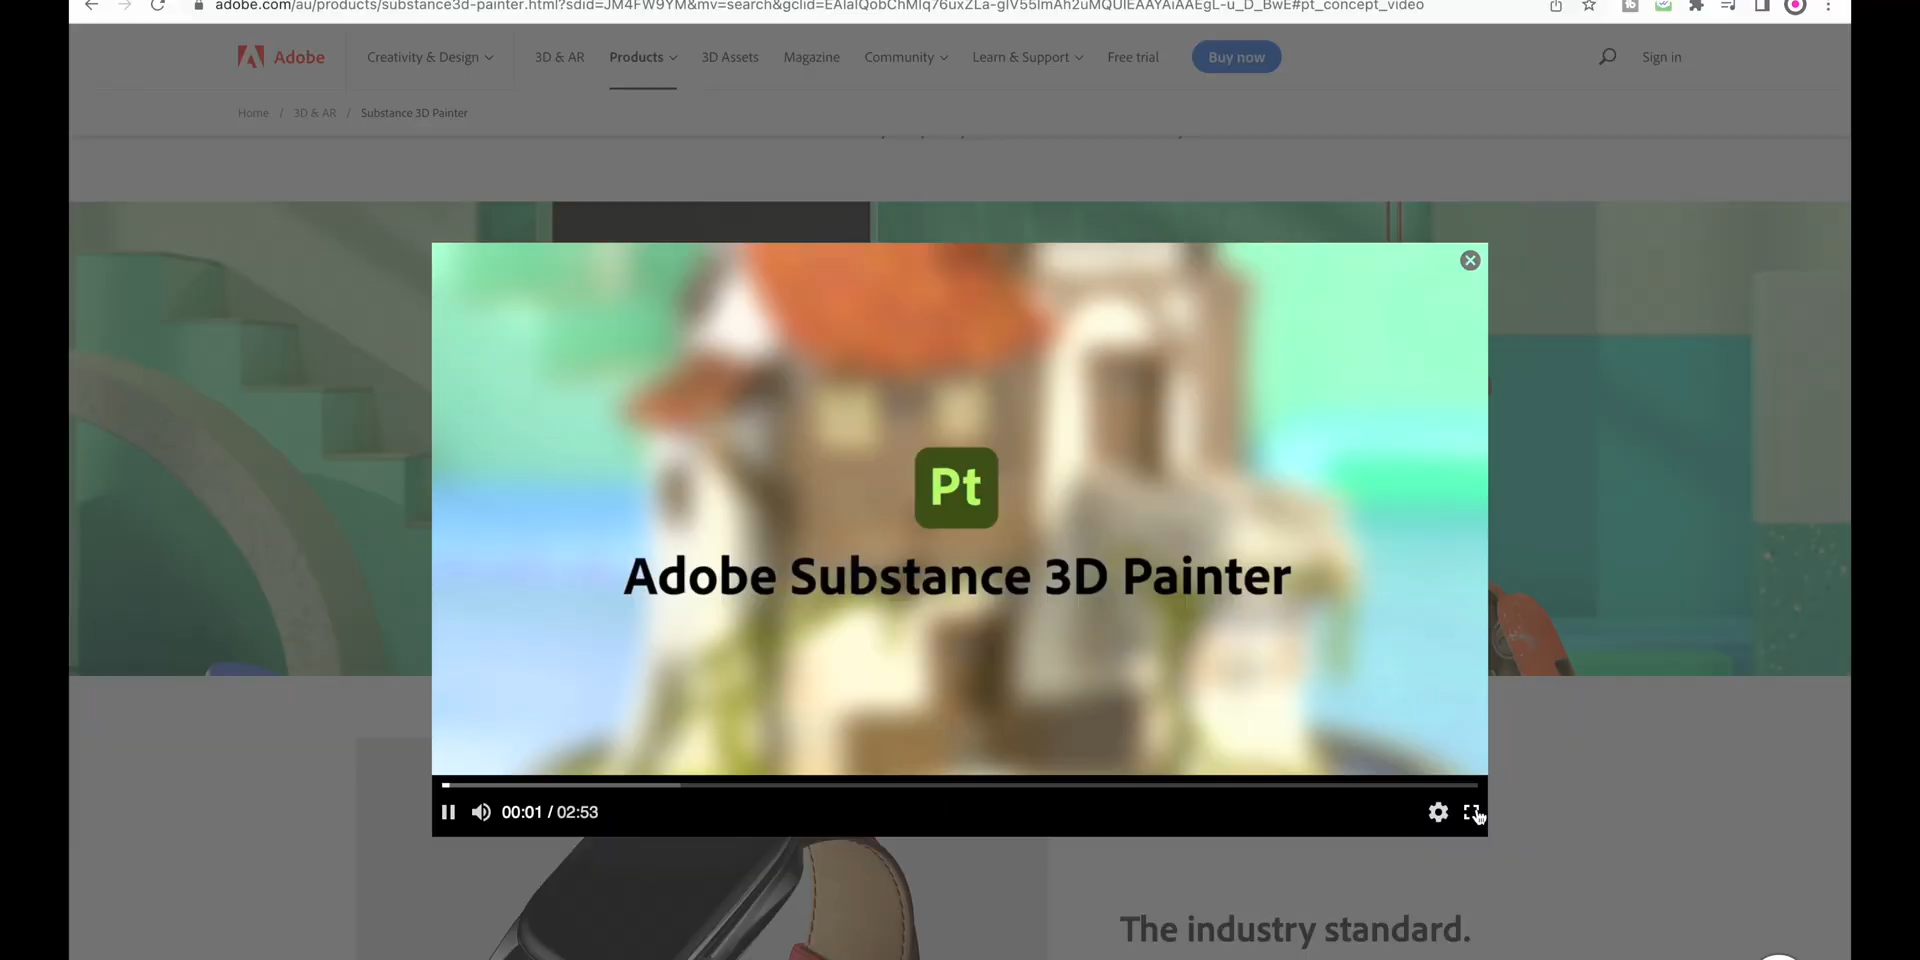 adobe.com/au/products/substance3d-painter.html?sdid=JM4FW9YM&mv=search&gclid=EAIaIQobChMIq76uxZLa-gIV55lmAh2uMQUIEAAYAiAAEgL-u_D_BwE#pt_concept_video
Adobe
Creativity & Design
3D & AR
Products
3D Assets
Magazine
Community
Learn & Support
Free trial
Buy now
Sign in
Home / 3D & AR / Substance 3D Painter
Pt
Adobe Substance 3D Painter
00:01 / 02:53
The industry standard.